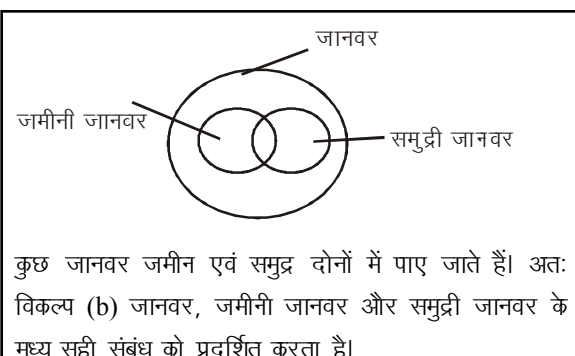 जानवर
जमीनी जानवर
समुद्री जानवर
कुछ जानवर जमीन एवं समुद्र दोनों में पाए जाते हैं। अतः
विकल्प (b) जानवर, जमीनी जानवर और समुद्री जानवर के
मध्य सही संबंध को प्रदर्शित करता है।